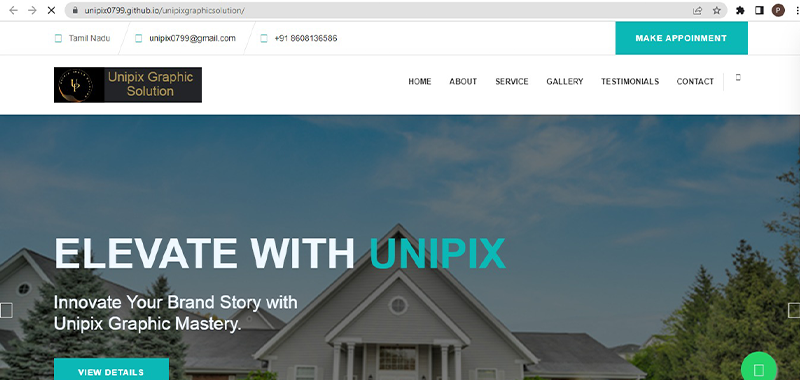 unipix0799.github.io/unipixgraphicsolution/
P
Tamil Nadu
unipix0799@gmail.com
+91 8608136586
MAKE APPOINMENT
UP
Unipix Graphic
Solution
HOME ABOUT SERVICE GALLERY TESTIMONIALS CONTACT
ELEVATE WITH UNIPIX
Innovate Your Brand Story with
Unipix Graphic Mastery.
VIEW DETAILS